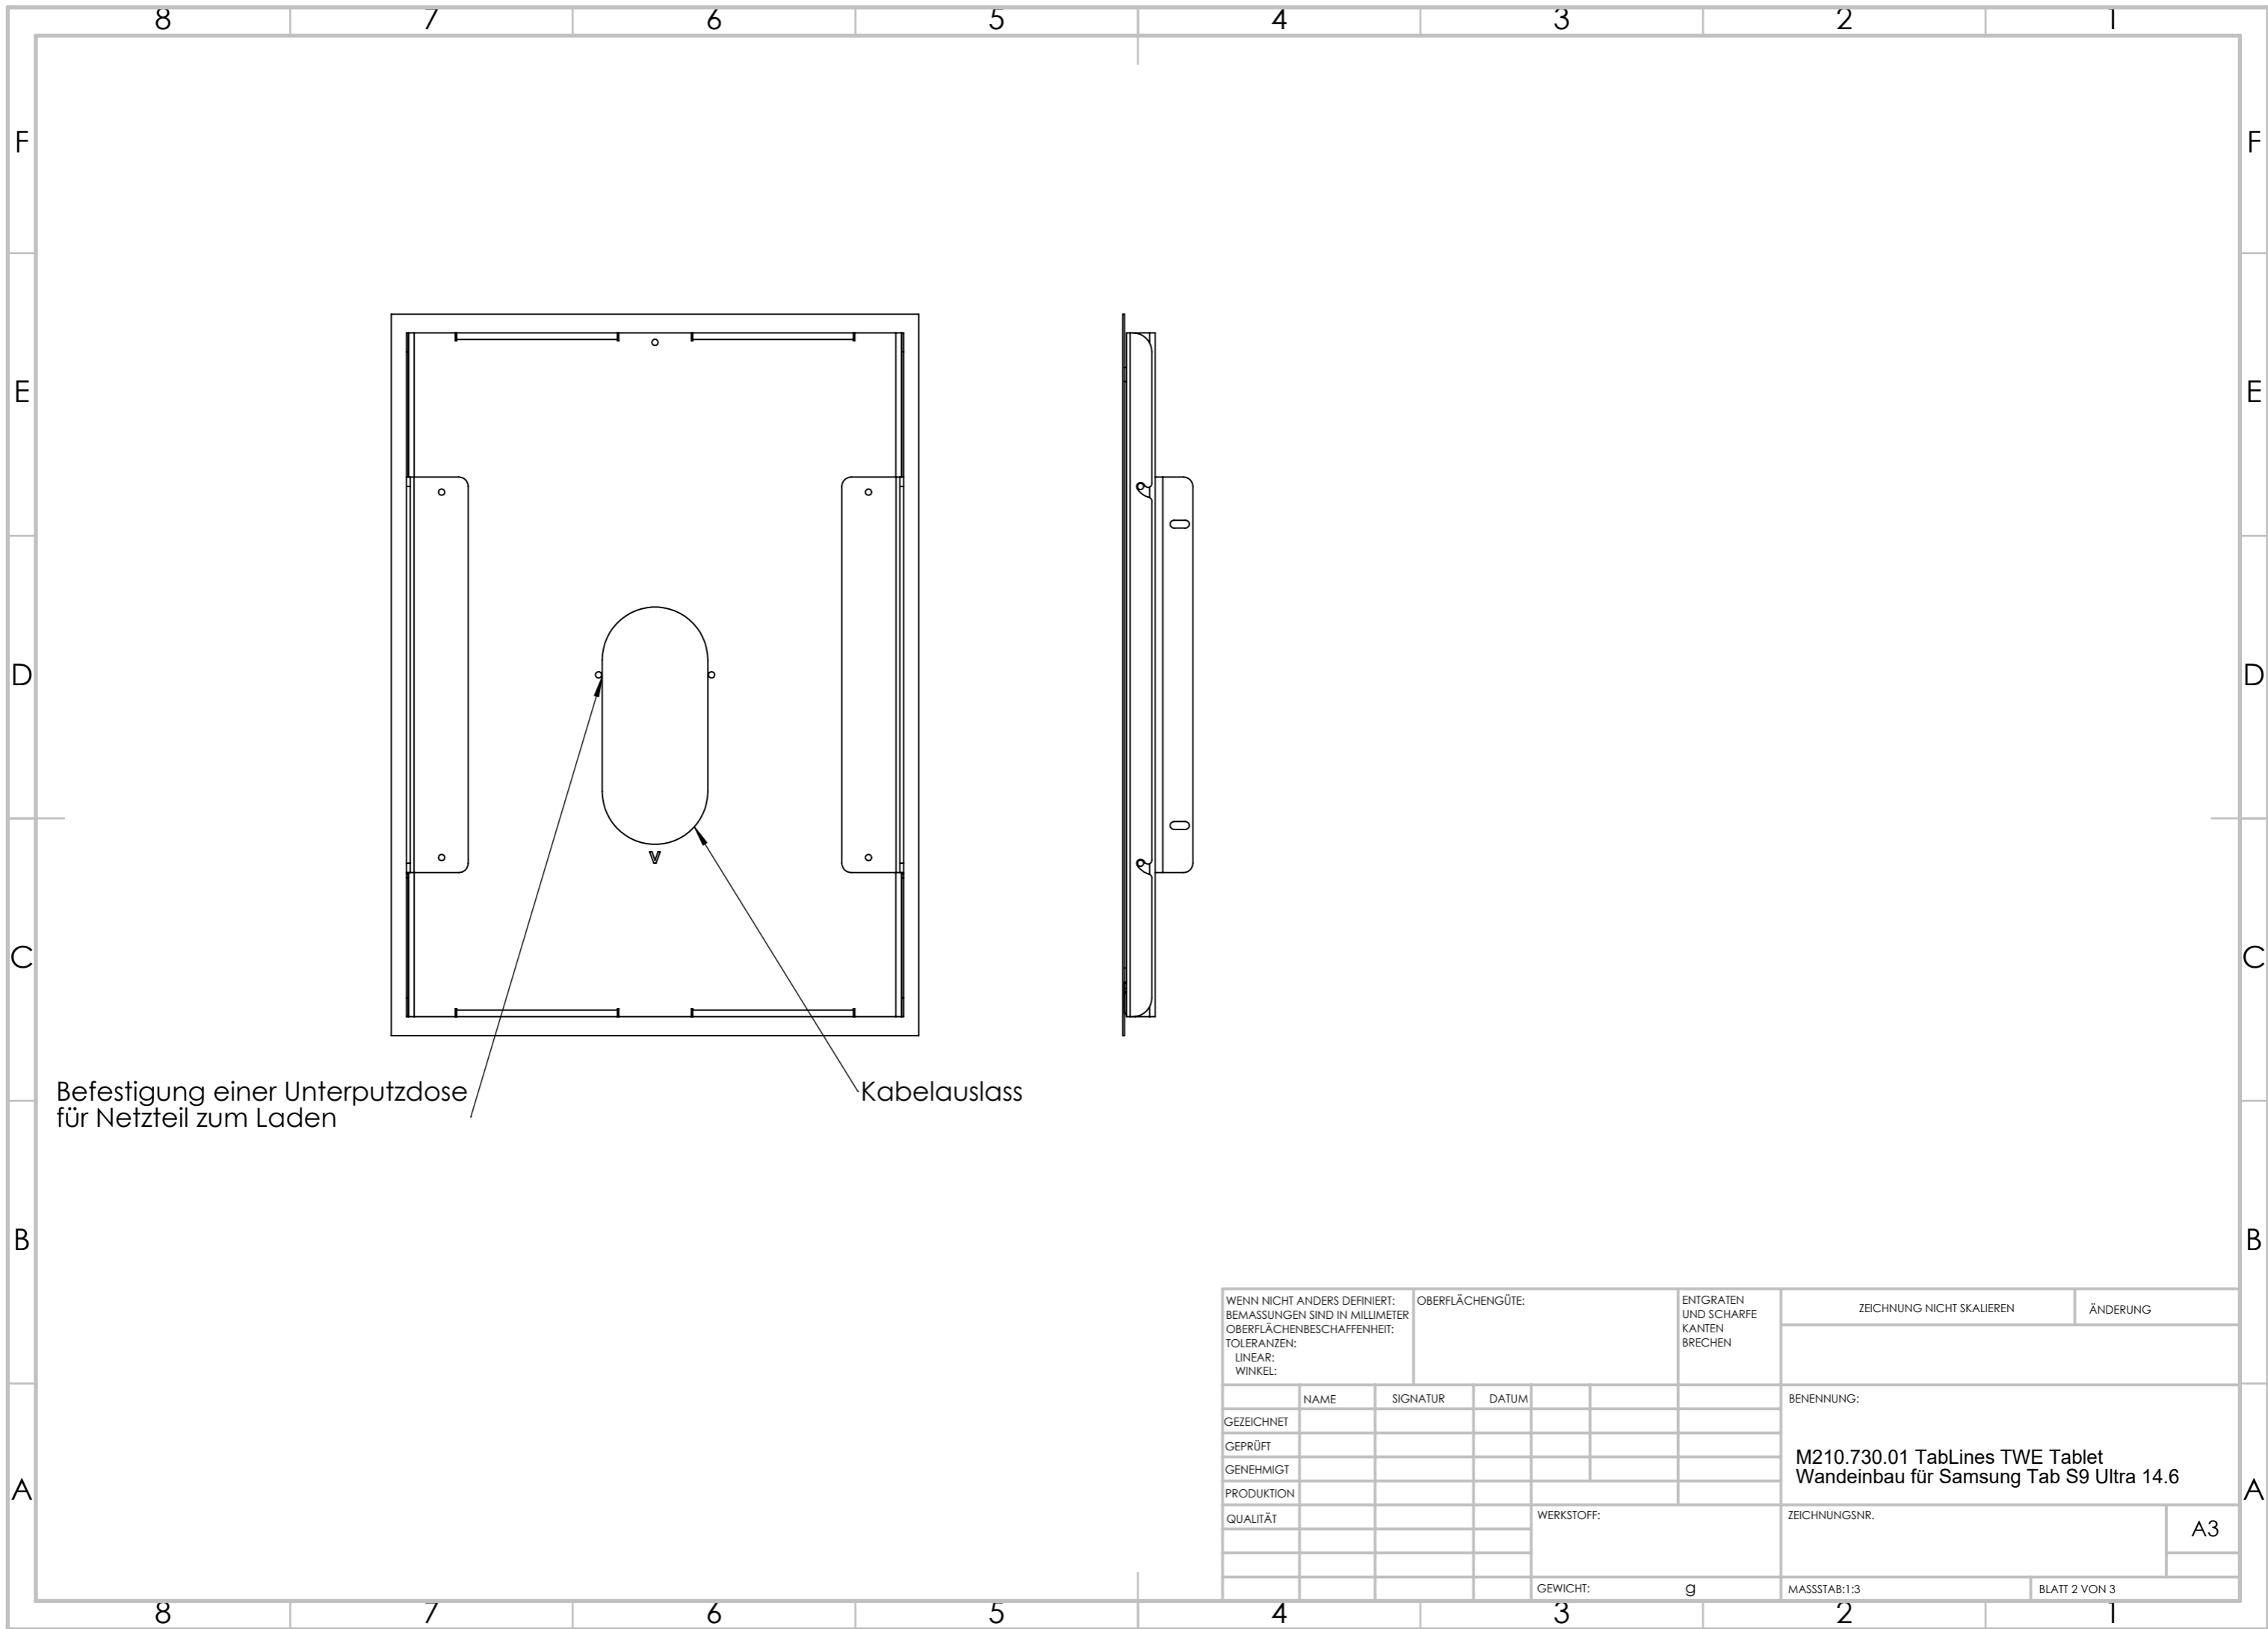 8 7 6 5 4 3 2 1
F F
E E
D D
C C
B B
A A
V
Befestigung einer Unterputzdose
für Netzteil zum Laden
Kabelauslass
WENN NICHT ANDERS DEFINIERT:
BEMASSUNGEN SIND IN MILLIMETER
OBERFLÄCHENBESCHAFFENHEIT:
TOLERANZEN:
LINEAR:
WINKEL:
OBERFLÄCHENGÜTE:
ENTGRATEN
UND SCHARFE
KANTEN
BRECHEN
ZEICHNUNG NICHT SKALIEREN
ÄNDERUNG
NAME SIGNATUR DATUM
GEZEICHNET
GEPRÜFT
GENEHMIGT
PRODUKTION
QUALITÄT
BENENNUNG:
M210.730.01 TabLines TWE Tablet
Wandeinbau für Samsung Tab S9 Ultra 14.6
WERKSTOFF:
ZEICHNUNGSNR.
A3
GEWICHT: g
MASSSTAB:1:3
BLATT 2 VON 3
8 7 6 5 4 3 2 1